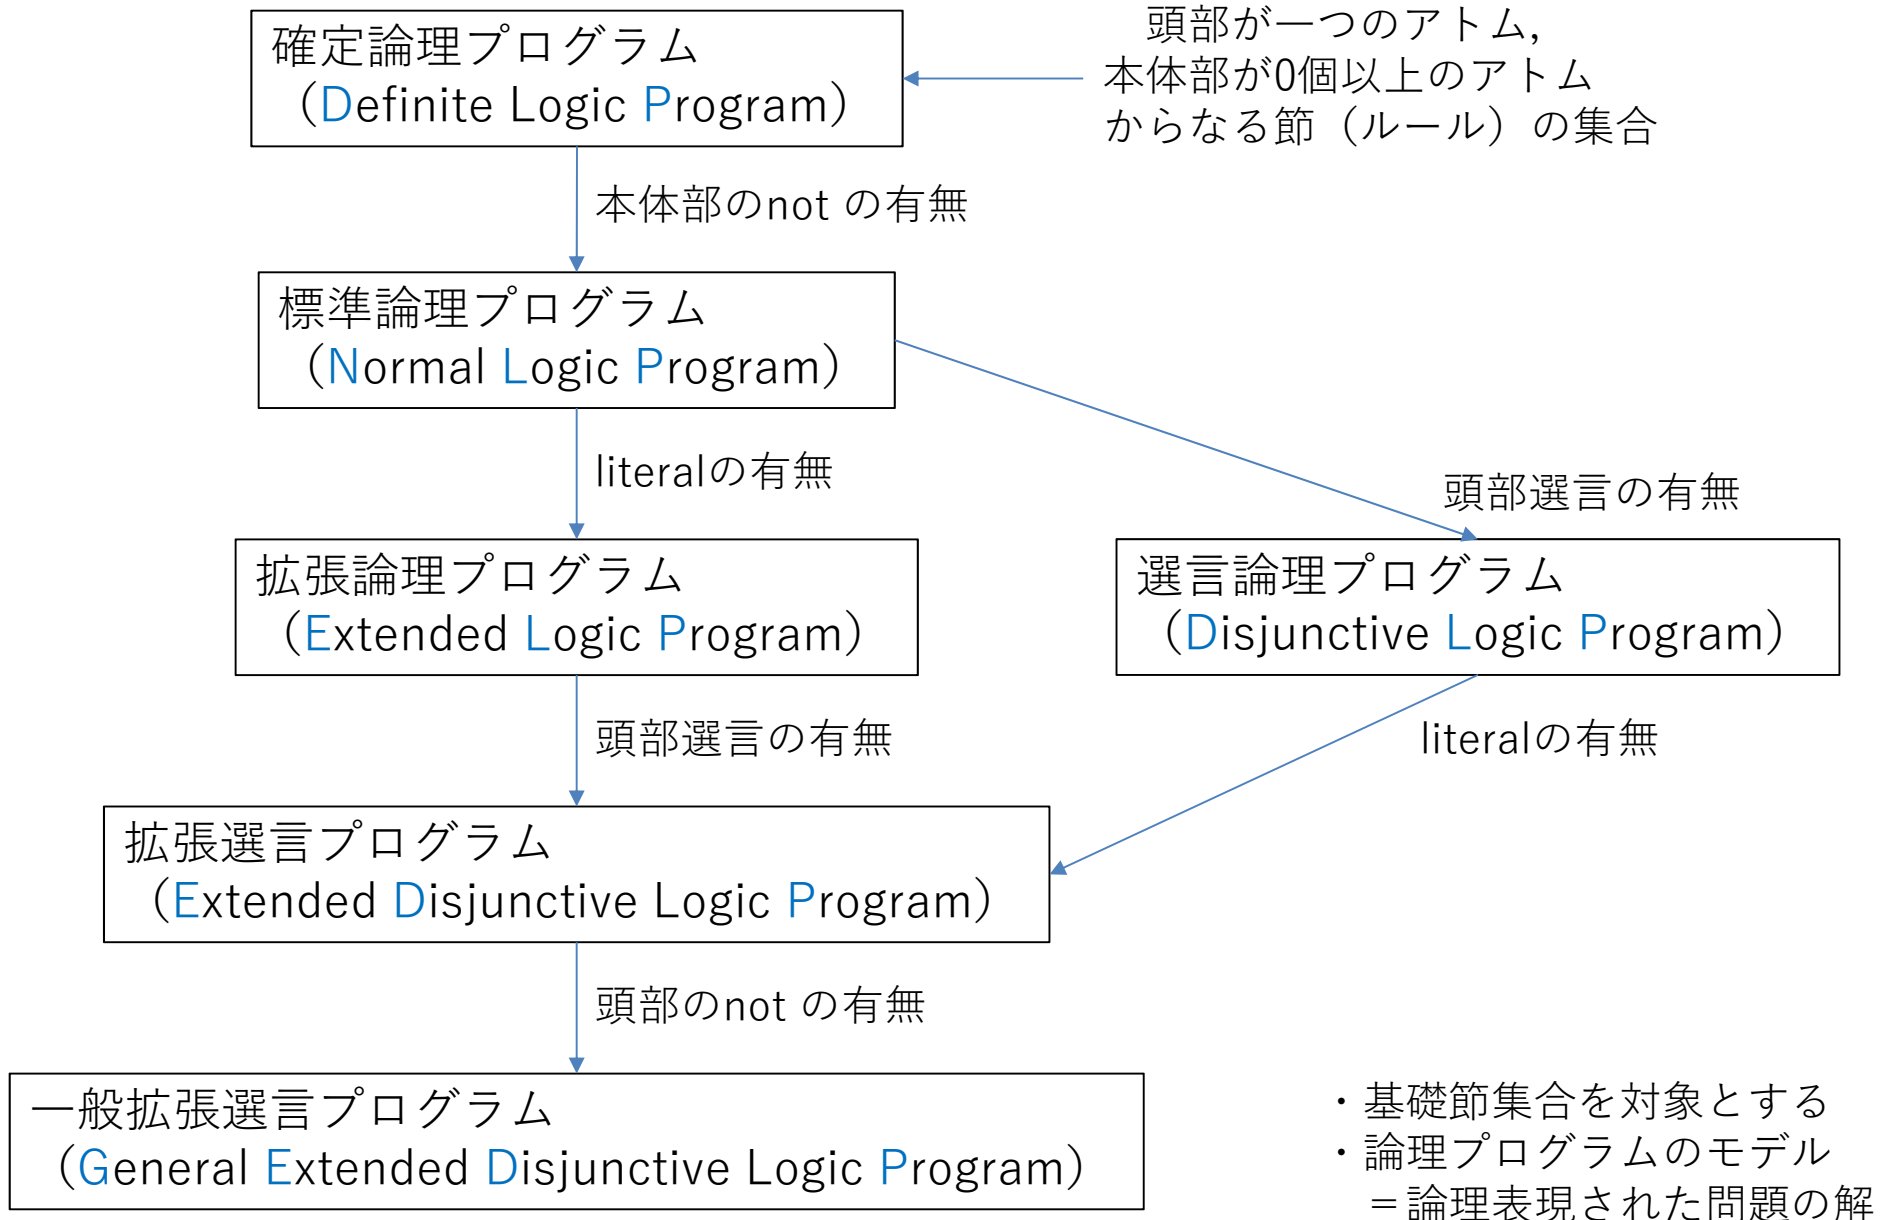 確定論理プログラム
（Definite Logic Program）
頭部が一つのアトム，
本体部が0個以上のアトム
からなる節（ルール）の集合
本体部のnot の有無
標準論理プログラム
（Normal Logic Program）
literalの有無
頭部選言の有無
拡張論理プログラム
（Extended Logic Program）
選言論理プログラム
（Disjunctive Logic Program）
頭部選言の有無
literalの有無
拡張選言プログラム
（Extended Disjunctive Logic Program）
頭部のnot の有無
一般拡張選言プログラム
（General Extended Disjunctive Logic Program）
・基礎節集合を対象とする
・論理プログラムのモデル
＝論理表現された問題の解